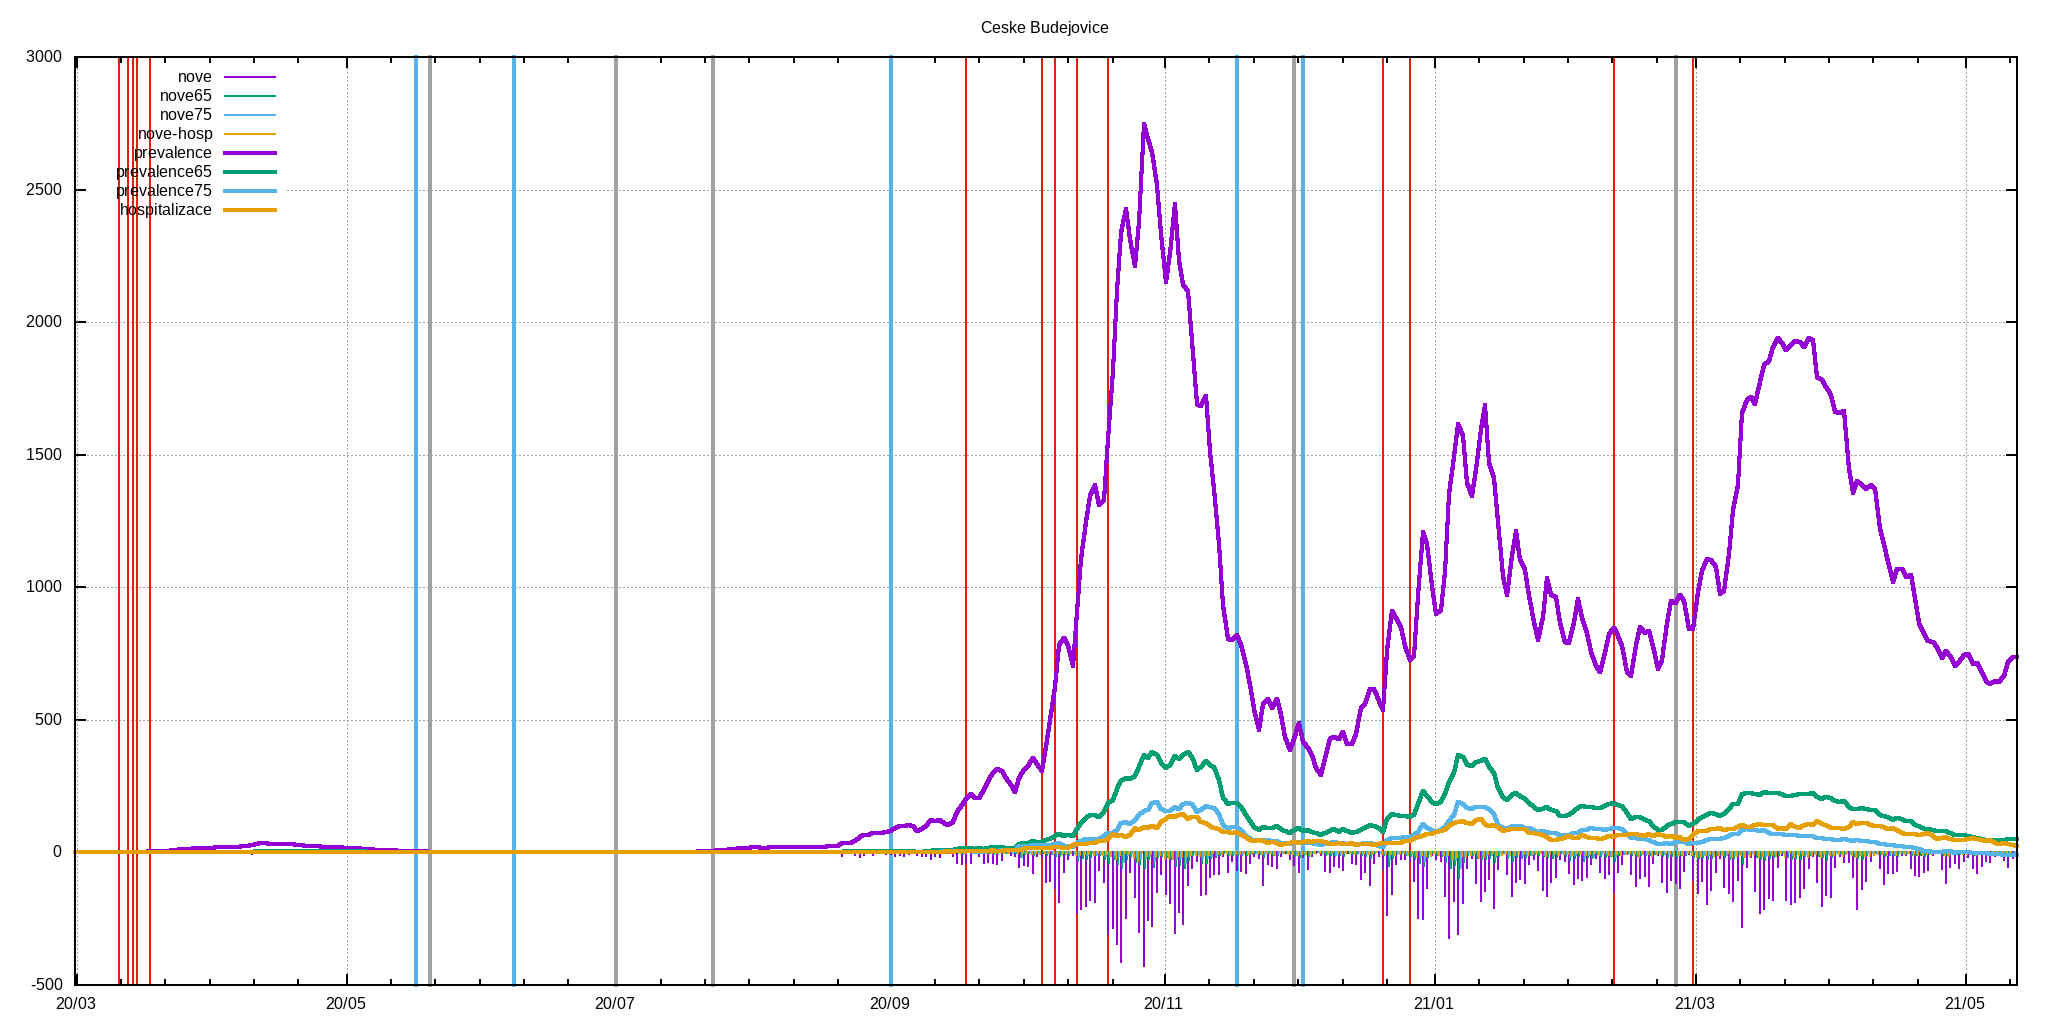 Ceske Budejovice
3000
nove
nove65
nove75
nove-hosp
prevalence
prevalence65
prevalence75
hospitalizace
2500
2000
1500
1000
500
0
-500
20/03 20/05 20/07 20/09 20/11 21/01 21/03 21/05